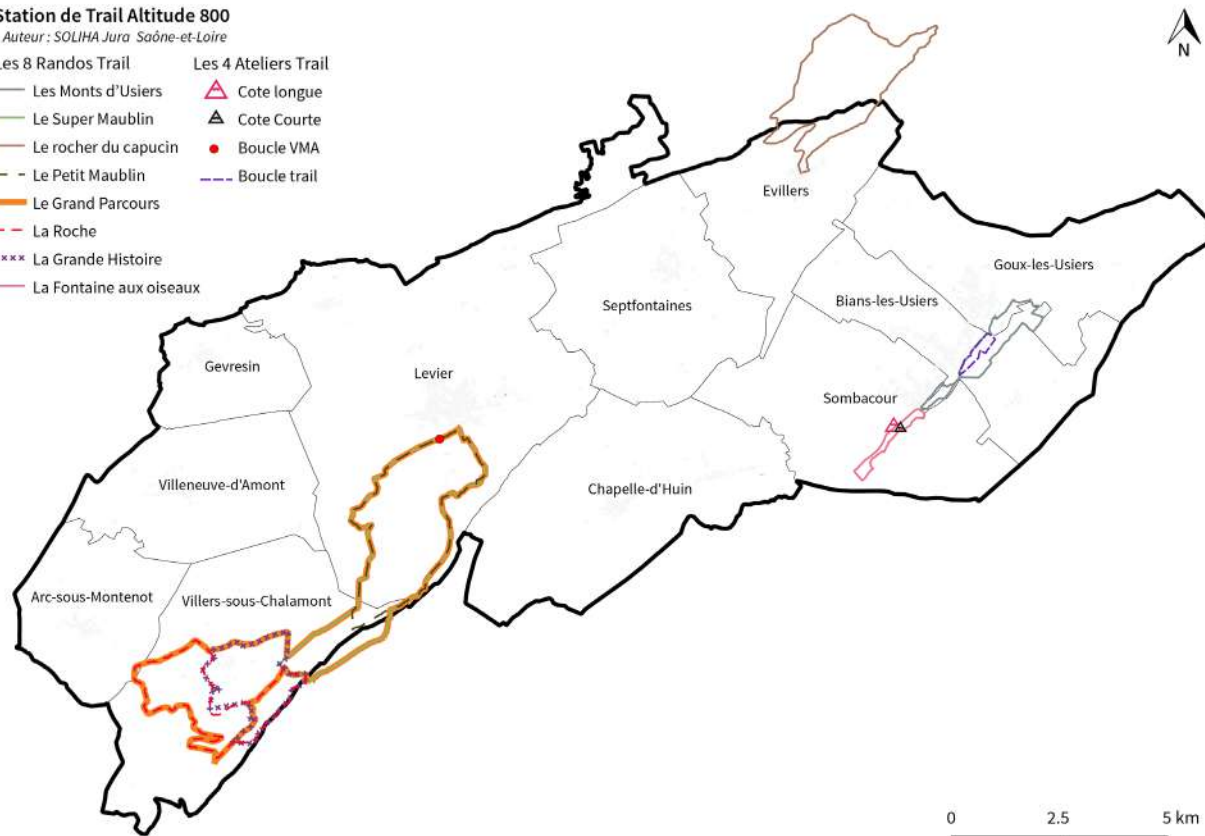 Station de Trail Altitude 800
Auteur : SOLIHA Jura Saône-et-Loire
Les 8 Randos Trail
Les Monts d'Usiers
Le Super Maublin
Le rocher du capucin
Le Petit Maublin
Le Grand Parcours
La Roche
La Grande Histoire
La Fontaine aux oiseaux
Les 4 Ateliers Trail
Cote longue
Cote Courte
Boucle VMA
Boucle trail
N
Evillers
Goux-les-Usiers
Bians-les-Usiers
Septfontaines
Gevresin
Levier
Sombacour
Villeneuve-d'Amont
Chapelle-d'Huin
Arc-sous-Montenot
Villers-sous-Chalamont
0 2.5 5 km